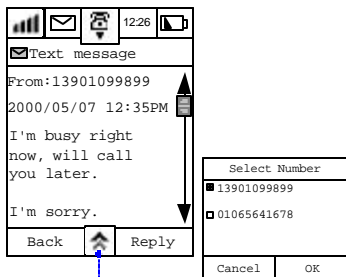 12:26
Text message
From:13901099899
2000/05/07 12:35PM
I'm busy right
now, will call
you later.
I'm sorry.
Back Reply
Select Number
13901099899
01065641678
Cancel OK